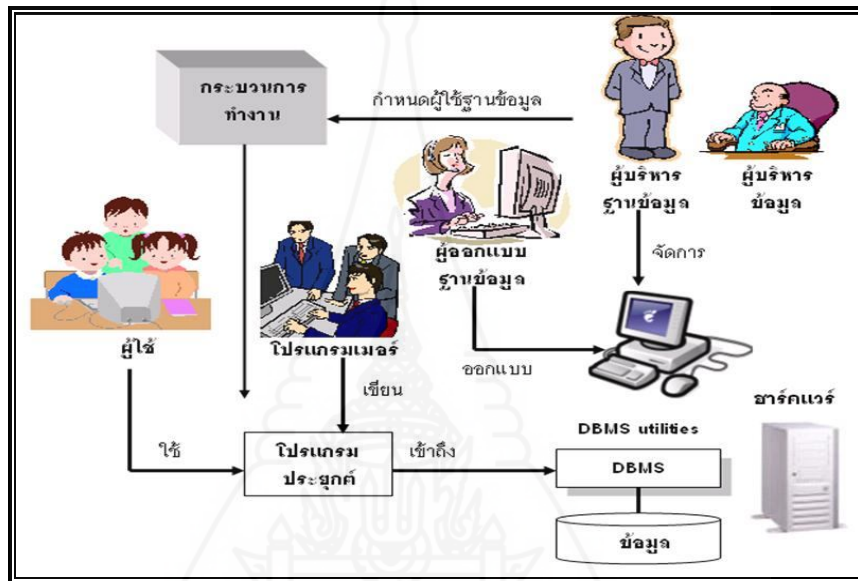 กระบวนการ
ทำงาน
กำหนดผู้ใช้ฐานข้อมูล
ผู้บริหาร
ฐานข้อมูล
ผู้บริหาร
ข้อมูล
ผู้ออกแบบ
ฐานข้อมูล
จัดการ
ผู้ใช้
โปรแกรมเมอร์
ออกแบบ
เขียน
ฮาร์คแวร์
ใช้
โปรแกรม
ประยุกต์
เข้าถึง
DBMS utilities
DBMS
ข้อมูล